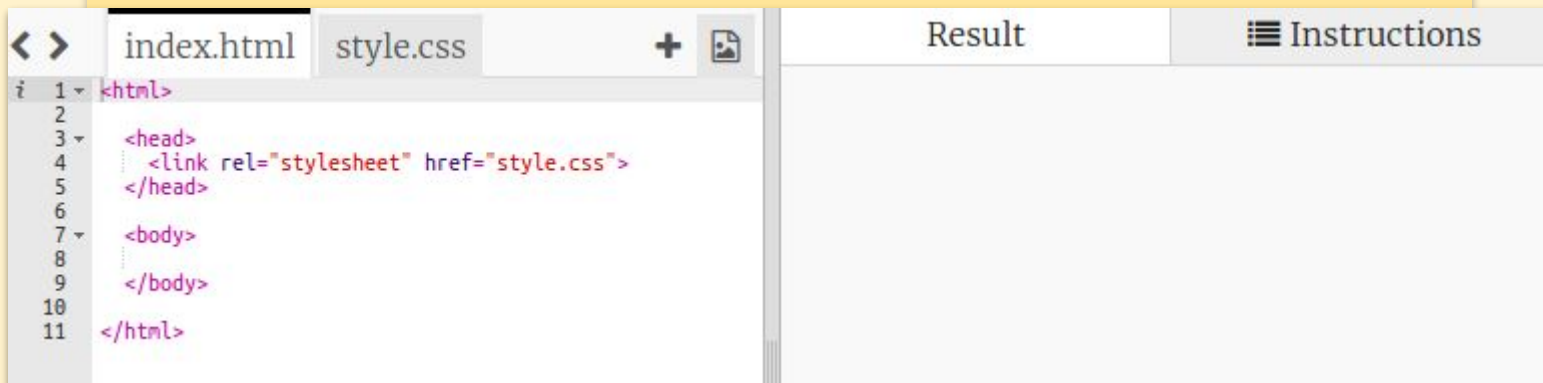 index.html style.css
Result
Instructions
i 1 <html>
2
3 <head>
4 <link rel="stylesheet" href="style.css">
5 </head>
6
7 <body>
8
9 </body>
10
11 </html>